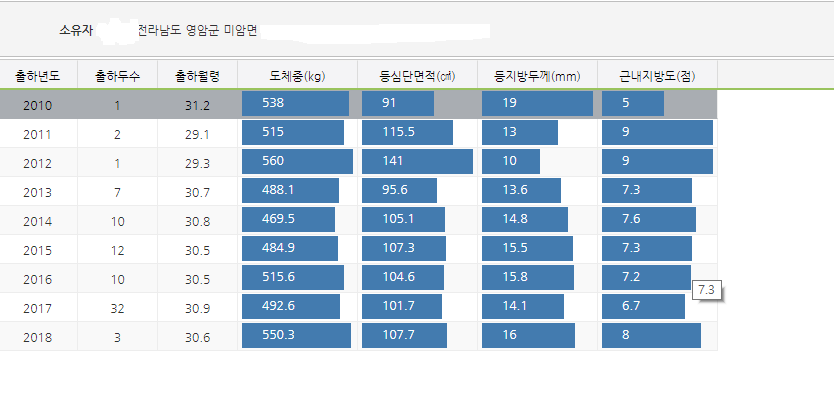 소유자 전라남도 영암군 미암면
출하년도 출하두수 출하월령 도체중(kg) 등심단면적(㎠) 등지방두께(mm) 근내지방도(점)
2010 1 31.2 538 91 19 5
2011 2 29.1 515 115.5 13 9
2012 1 29.3 560 141 10 9
2013 7 30.7 488.1 95.6 13.6 7.3
2014 10 30.8 469.5 105.1 14.8 7.6
2015 12 30.5 484.9 107.3 15.5 7.3
2016 10 30.5 515.6 104.6 15.8 7.2
7.3
2017 32 30.9 492.6 101.7 14.1 6.7
2018 3 30.6 550.3 107.7 16 8